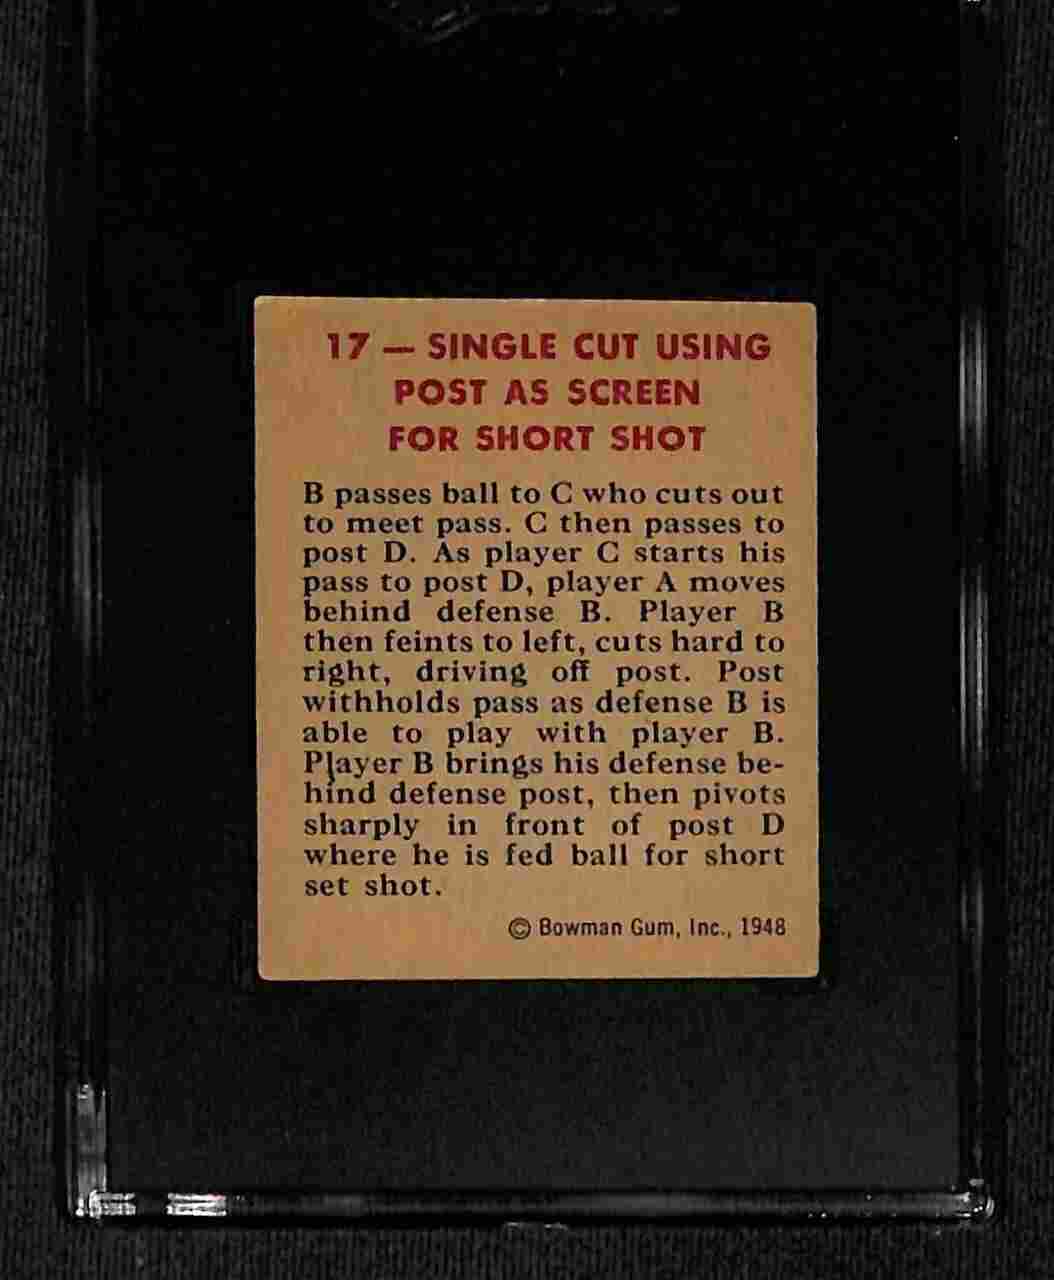 17 — SINGLE CUT USING
POST AS SCREEN
FOR SHORT SHOT
B passes ball to C who cuts out
to meet pass. C then passes to
post D. As player C starts his
pass to post D, player A moves
behind defense B. Player B
then feints to left, cuts hard to
right, driving off post. Post
withholds pass as defense B is
able to play with player B.
Player B brings his defense be-
hind defense post, then pivots
sharply in front of post D
where he is fed ball for short
set shot.
© Bowman Gum, Inc., 1948